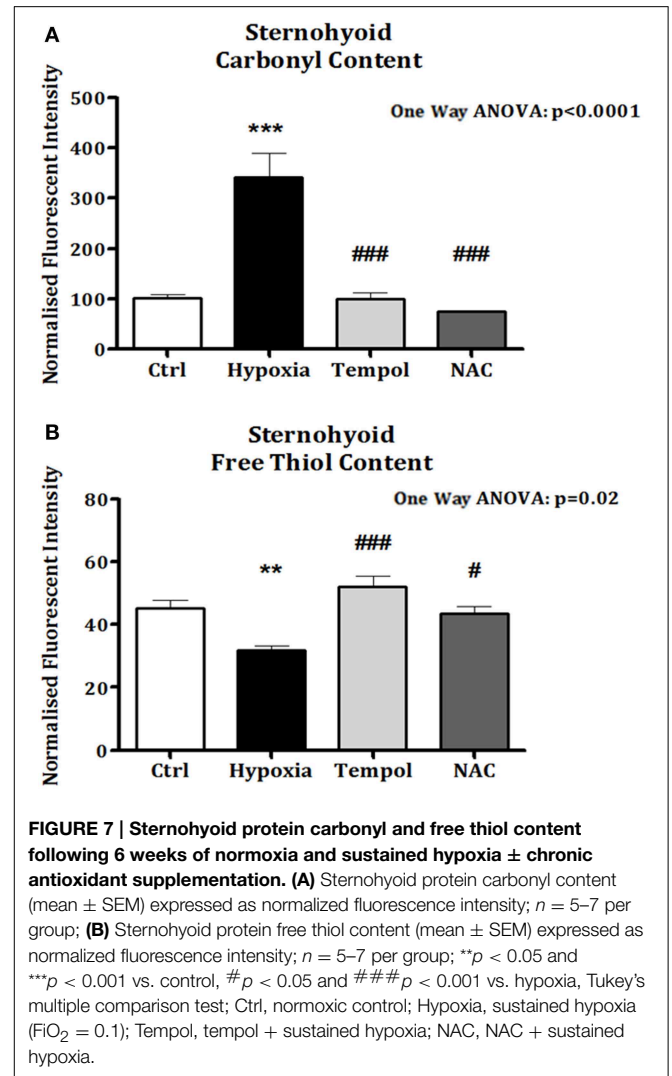 A
Sternohyoid
Carbonyl Content
One Way ANOVA: p<0.0001
Normalised Fluorescent Intensity
500
400
300
200
100
0
***
###
###
Ctrl Hypoxia Tempol NAC
B
Sternohyoid
Free Thiol Content
One Way ANOVA: p=0.02
Normalised Fluorescent Intensity
80
60
40
20
0
**
###
#
Ctrl Hypoxia Tempol NAC
FIGURE 7 | Sternohyoid protein carbonyl and free thiol content
following 6 weeks of normoxia and sustained hypoxia ± chronic
antioxidant supplementation. (A) Sternohyoid protein carbonyl content
(mean ± SEM) expressed as normalized fluorescence intensity; n = 5–7 per
group; (B) Sternohyoid protein free thiol content (mean ± SEM) expressed as
normalized fluorescence intensity; n = 5–7 per group; **p < 0.05 and
***p < 0.001 vs. control, #p < 0.05 and ###p < 0.001 vs. hypoxia, Tukey's
multiple comparison test; Ctrl, normoxic control; Hypoxia, sustained hypoxia
(FiO₂ = 0.1); Tempol, tempol + sustained hypoxia; NAC, NAC + sustained
hypoxia.